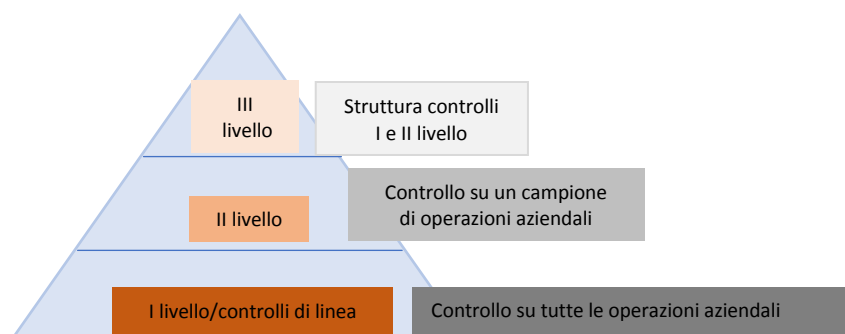 III
livello
Struttura controlli
I e II livello
II livello
Controllo su un campione
di operazioni aziendali
I livello/controlli di linea
Controllo su tutte le operazioni aziendali